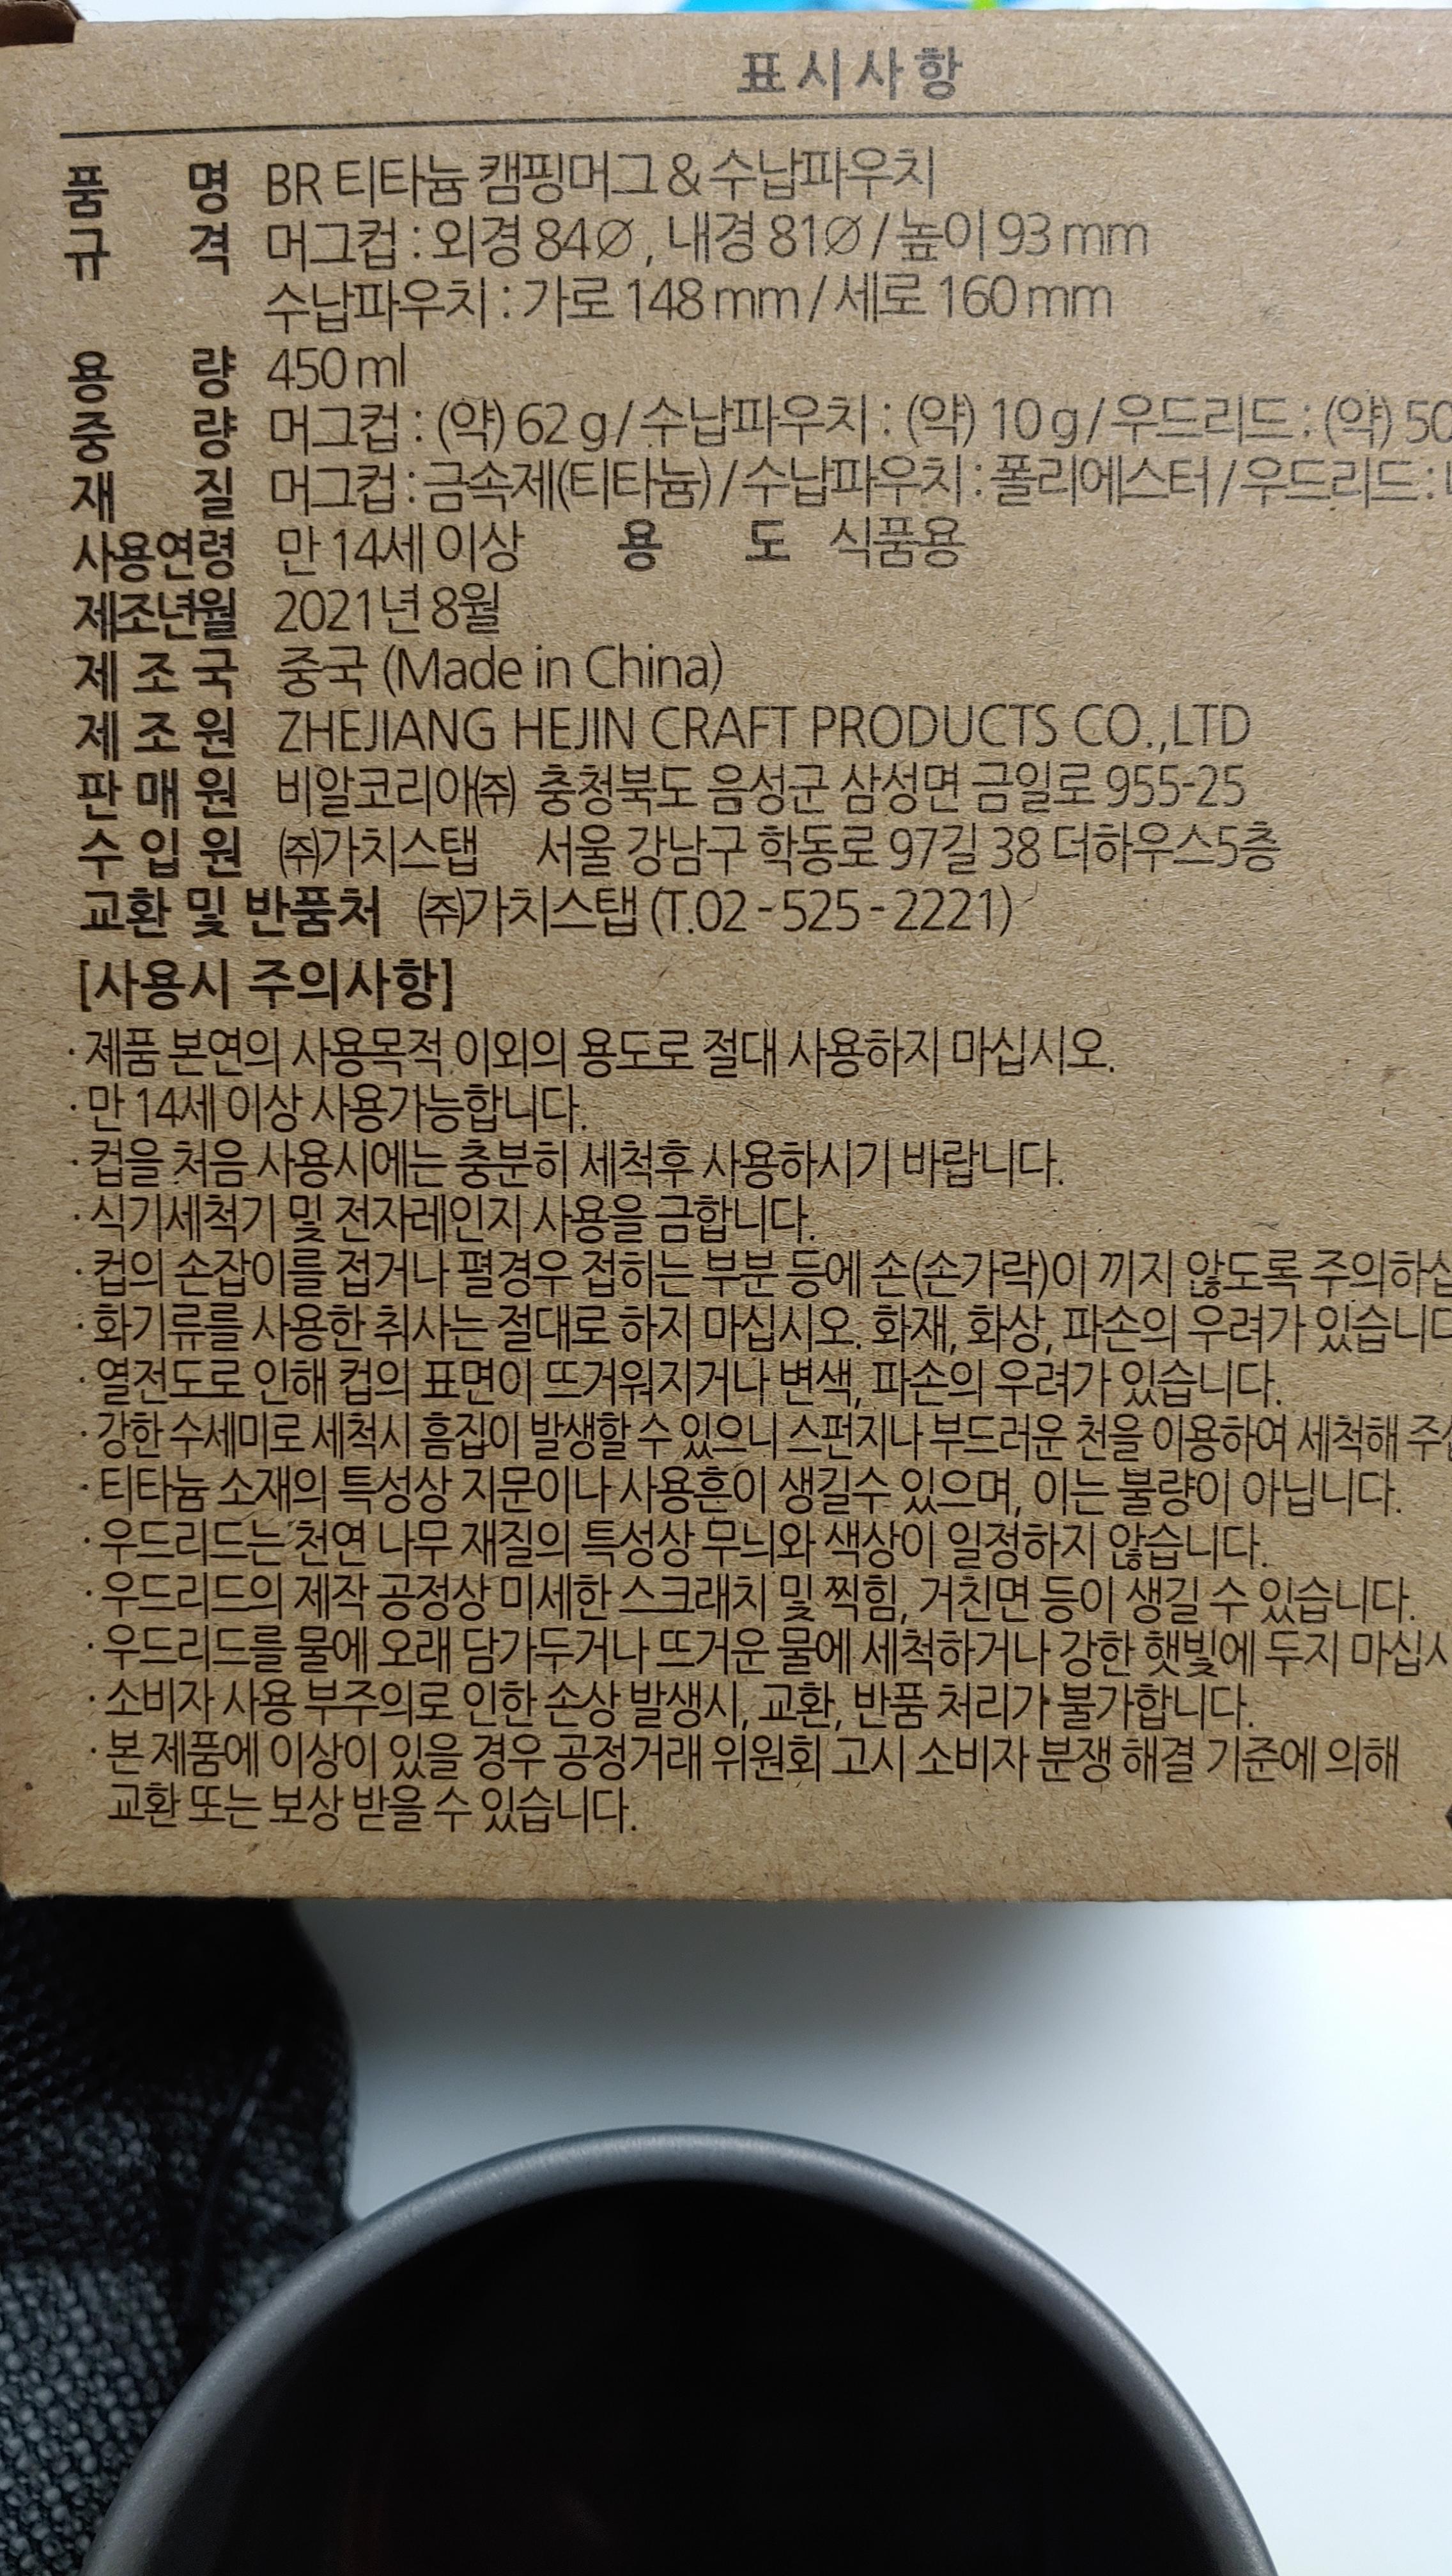 표시사항
품 명 BR 티타늄 캠핑머그 & 수납파우치
규 격 머그컵 : 외경 84∅, 내경 81∅ / 높이 93 mm
수납파우치 : 가로 148 mm / 세로 160 mm
용 량 450 ml
중 량 머그컵 : (약) 62 g / 수납파우치 : (약) 10 g / 우드리드 : (약) 50
재 질 머그컵 : 금속제(티타늄) / 수납파우치 : 폴리에스터 / 우드리드 :
사용연령 만 14세 이상 용 도 식품용
제조년월 2021년 8월
제 조 국 중국 (Made in China)
제 조 원 ZHEJIANG HEJIN CRAFT PRODUCTS CO.,LTD
판 매 원 비알코리아㈜ 충청북도 음성군 삼성면 금일로 955-25
수 입 원 ㈜가치스탭 서울 강남구 학동로 97길 38 더하우스5층
교환 및 반품처 ㈜가치스탭 (T.02 - 525 - 2221)
[사용시 주의사항]
· 제품 본연의 사용목적 이외의 용도로 절대 사용하지 마십시오.
· 만 14세 이상 사용가능합니다.
· 컵을 처음 사용시에는 충분히 세척후 사용하시기 바랍니다.
· 식기세척기 및 전자레인지 사용을 금합니다.
· 컵의 손잡이를 접거나 펼경우 접히는 부분 등에 손(손가락)이 끼지 않도록 주의하십
· 화기류를 사용한 취사는 절대로 하지 마십시오. 화재, 화상, 파손의 우려가 있습니다
· 열전도로 인해 컵의 표면이 뜨거워지거나 변색, 파손의 우려가 있습니다.
· 강한 수세미로 세척시 흠집이 발생할 수 있으니 스펀지나 부드러운 천을 이용하여 세척해 주십
· 티타늄 소재의 특성상 지문이나 사용흔이 생길수 있으며, 이는 불량이 아닙니다.
· 우드리드는 천연 나무 재질의 특성상 무늬와 색상이 일정하지 않습니다.
· 우드리드의 제작 공정상 미세한 스크래치 및 찍힘, 거친면 등이 생길 수 있습니다.
· 우드리드를 물에 오래 담가두거나 뜨거운 물에 세척하거나 강한 햇빛에 두지 마십시
· 소비자 사용 부주의로 인한 손상 발생시, 교환, 반품 처리가 불가합니다.
· 본 제품에 이상이 있을 경우 공정거래 위원회 고시 소비자 분쟁 해결 기준에 의해
교환 또는 보상 받을 수 있습니다.